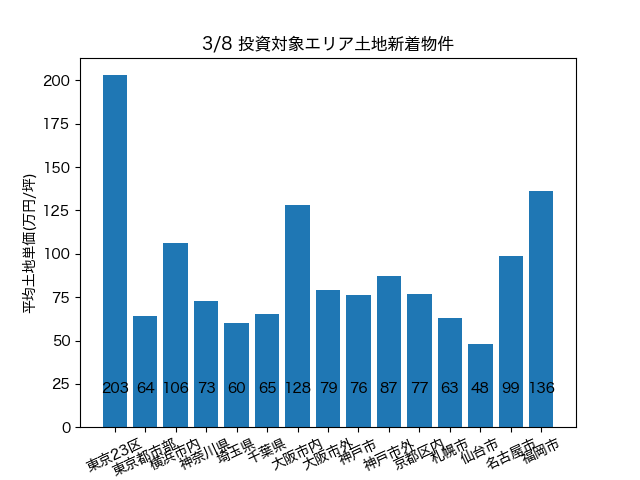 3/8 投資対象エリア土地新着物件
平均土地単価(万円/坪)
200
175
150
125
100
75
50
25
0
203 64 106 73 60 65 128 79 76 87 77 63 48 99 136
東京23区
東京都市部
横浜市内
神奈川県
埼玉県
千葉県
大阪市内
大阪市外
神戸市
神戸市外
京都区内
札幌市
仙台市
名古屋市
福岡市